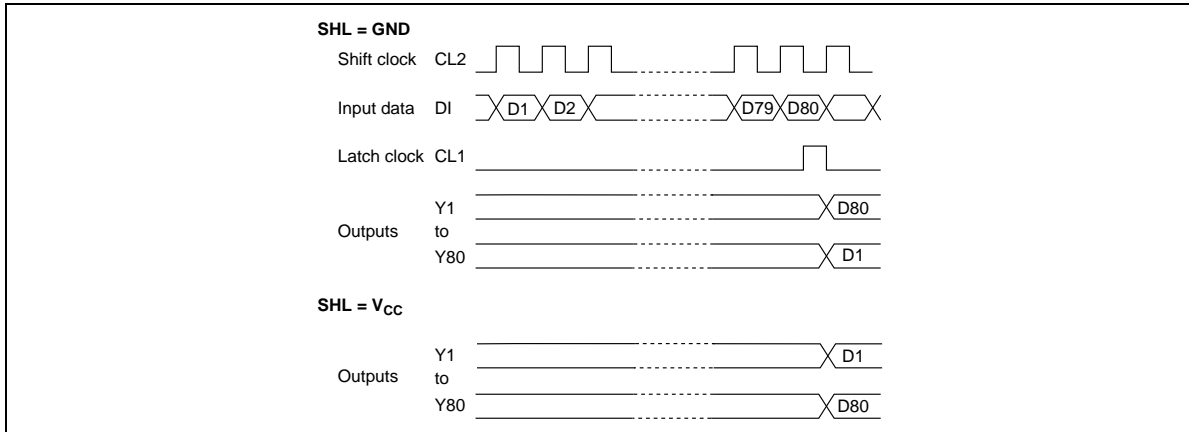 SHL = GND
Shift clock CL2
Input data DI D1 D2 D79 D80
Latch clock CL1
Y1 D80
Outputs to
Y80 D1
SHL = VCC
Y1 D1
Outputs to
Y80 D80